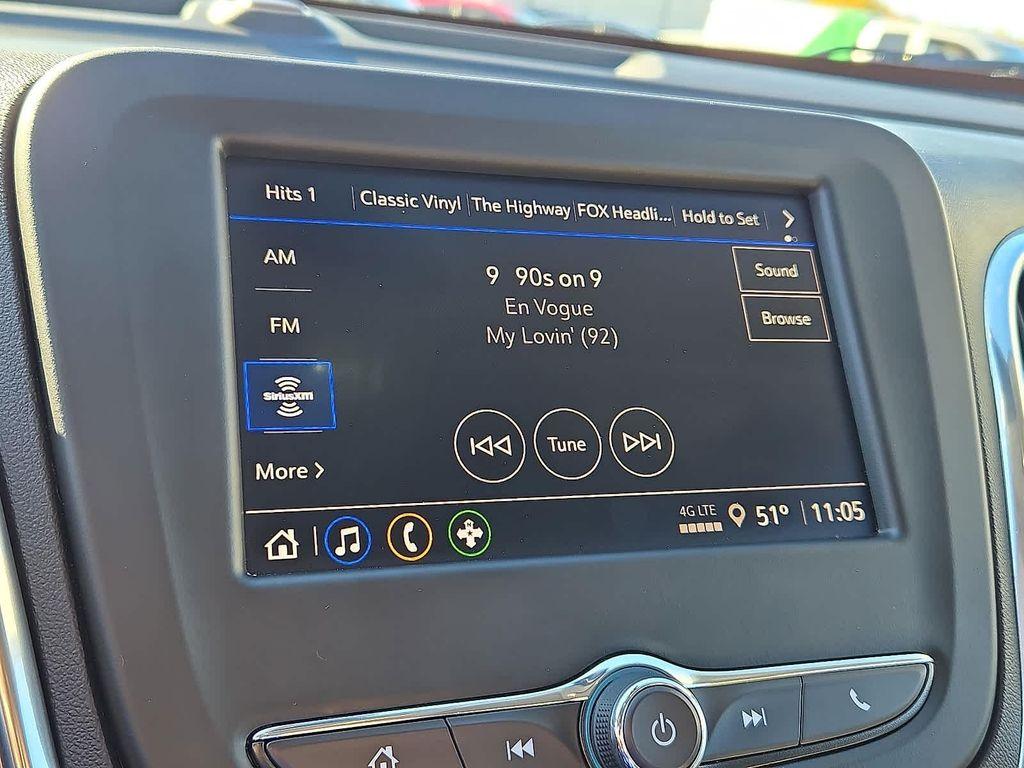 Hits 1 Classic Vinyl The Highway FOX Headli... Hold to Set
AM
9 90s on 9
Sound
En Vogue
Browse
FM
My Lovin' (92)
SiriusXM
Tune
More
4G LTE 51° 11:05